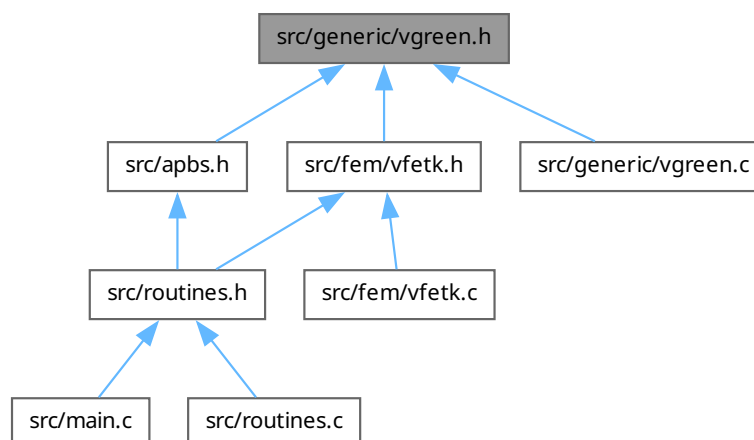 src/generic/vgreen.h
src/apbs.h
src/fem/vfetk.h
src/generic/vgreen.c
src/routines.h
src/fem/vfetk.c
src/main.c
src/routines.c